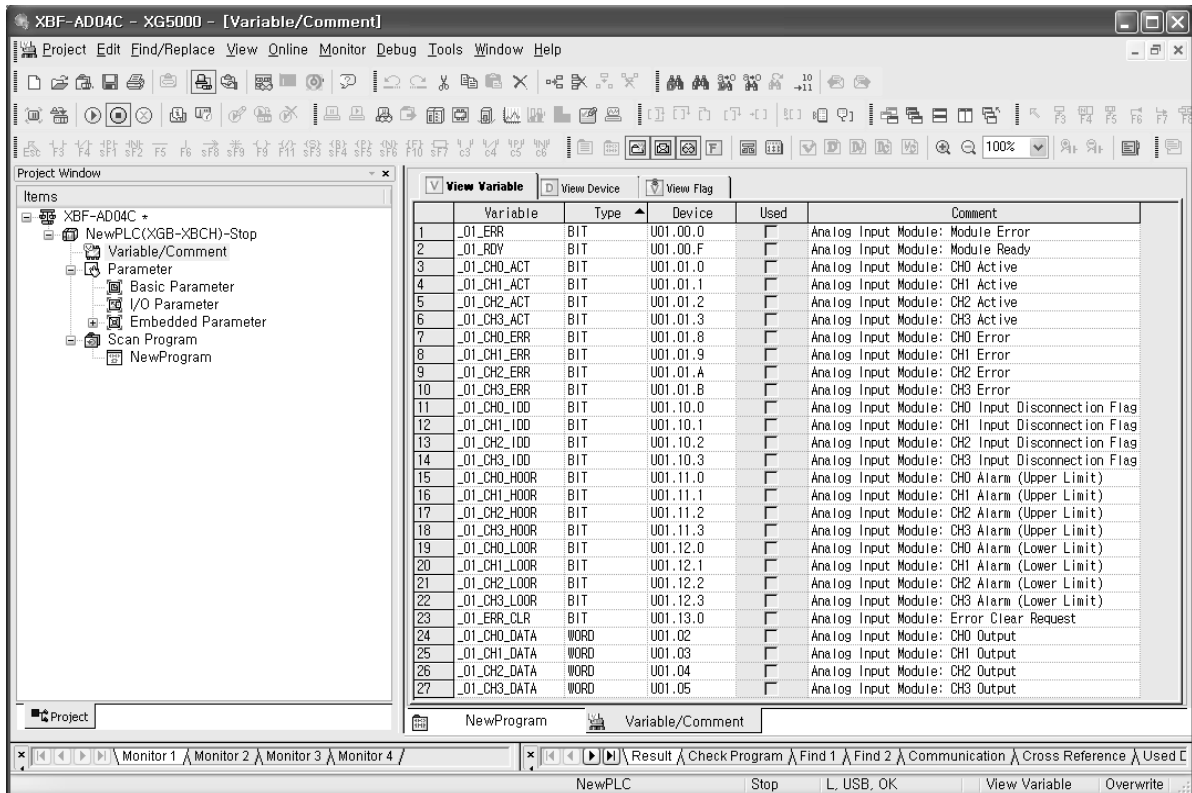 XBF-AD04C - XG5000 - [Variable/Comment]
Project Edit Find/Replace View Online Monitor Debug Tools Window Help
100%
Project Window
Items
XBF-AD04C *
NewPLC(XGB-XBCH)-Stop
Variable/Comment
Parameter
Basic Parameter
I/O Parameter
Embedded Parameter
Scan Program
NewProgram
Project
V View Variable D View Device View Flag
Variable Type Device Used Comment
1 _01_ERR BIT U01.00.0 Analog Input Module: Module Error
2 _01_RDY BIT U01.00.F Analog Input Module: Module Ready
3 _01_CH0_ACT BIT U01.01.0 Analog Input Module: CH0 Active
4 _01_CH1_ACT BIT U01.01.1 Analog Input Module: CH1 Active
5 _01_CH2_ACT BIT U01.01.2 Analog Input Module: CH2 Active
6 _01_CH3_ACT BIT U01.01.3 Analog Input Module: CH3 Active
7 _01_CH0_ERR BIT U01.01.8 Analog Input Module: CH0 Error
8 _01_CH1_ERR BIT U01.01.9 Analog Input Module: CH1 Error
9 _01_CH2_ERR BIT U01.01.A Analog Input Module: CH2 Error
10 _01_CH3_ERR BIT U01.01.B Analog Input Module: CH3 Error
11 _01_CH0_IDD BIT U01.10.0 Analog Input Module: CH0 Input Disconnection Flag
12 _01_CH1_IDD BIT U01.10.1 Analog Input Module: CH1 Input Disconnection Flag
13 _01_CH2_IDD BIT U01.10.2 Analog Input Module: CH2 Input Disconnection Flag
14 _01_CH3_IDD BIT U01.10.3 Analog Input Module: CH3 Input Disconnection Flag
15 _01_CH0_HOOR BIT U01.11.0 Analog Input Module: CH0 Alarm (Upper Limit)
16 _01_CH1_HOOR BIT U01.11.1 Analog Input Module: CH1 Alarm (Upper Limit)
17 _01_CH2_HOOR BIT U01.11.2 Analog Input Module: CH2 Alarm (Upper Limit)
18 _01_CH3_HOOR BIT U01.11.3 Analog Input Module: CH3 Alarm (Upper Limit)
19 _01_CH0_LOOR BIT U01.12.0 Analog Input Module: CH0 Alarm (Lower Limit)
20 _01_CH1_LOOR BIT U01.12.1 Analog Input Module: CH1 Alarm (Lower Limit)
21 _01_CH2_LOOR BIT U01.12.2 Analog Input Module: CH2 Alarm (Lower Limit)
22 _01_CH3_LOOR BIT U01.12.3 Analog Input Module: CH3 Alarm (Lower Limit)
23 _01_ERR_CLR BIT U01.13.0 Analog Input Module: Error Clear Request
24 _01_CH0_DATA WORD U01.02 Analog Input Module: CH0 Output
25 _01_CH1_DATA WORD U01.03 Analog Input Module: CH1 Output
26 _01_CH2_DATA WORD U01.04 Analog Input Module: CH2 Output
27 _01_CH3_DATA WORD U01.05 Analog Input Module: CH3 Output
NewProgram Variable/Comment
Monitor 1 Monitor 2 Monitor 3 Monitor 4
Result Check Program Find 1 Find 2 Communication Cross Reference Used
NewPLC Stop L, USB, OK View Variable Overwrite